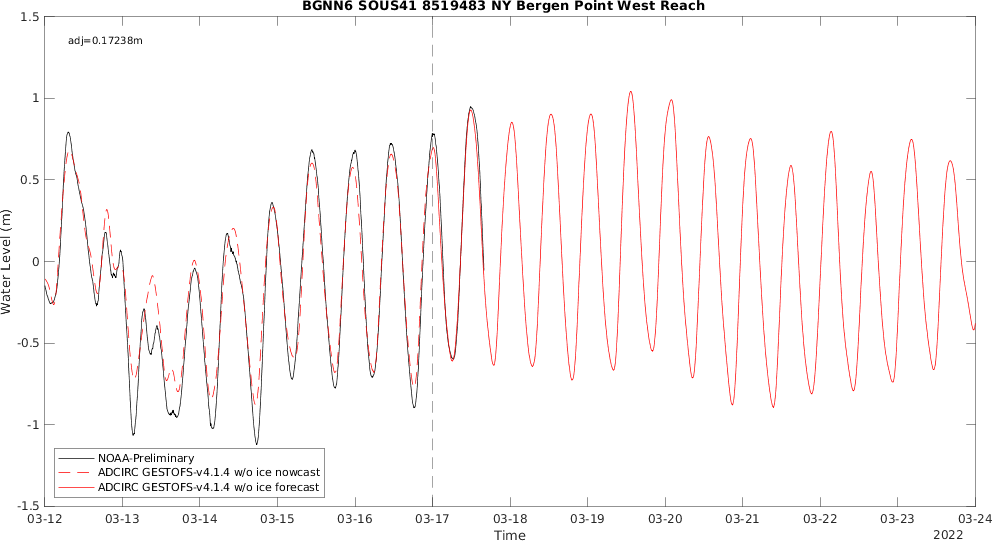 BGNN6 SOUS41 8519483 NY Bergen Point West Reach
adj=0.17238m
1.5
1
0.5
0
-0.5
-1
-1.5
Water Level (m)
NOAA-Preliminary
ADCIRC GESTOFS-v4.1.4 w/o ice nowcast
ADCIRC GESTOFS-v4.1.4 w/o ice forecast
03-12 03-13 03-14 03-15 03-16 03-17 03-18 03-19 03-20 03-21 03-22 03-23 03-24
Time
2022